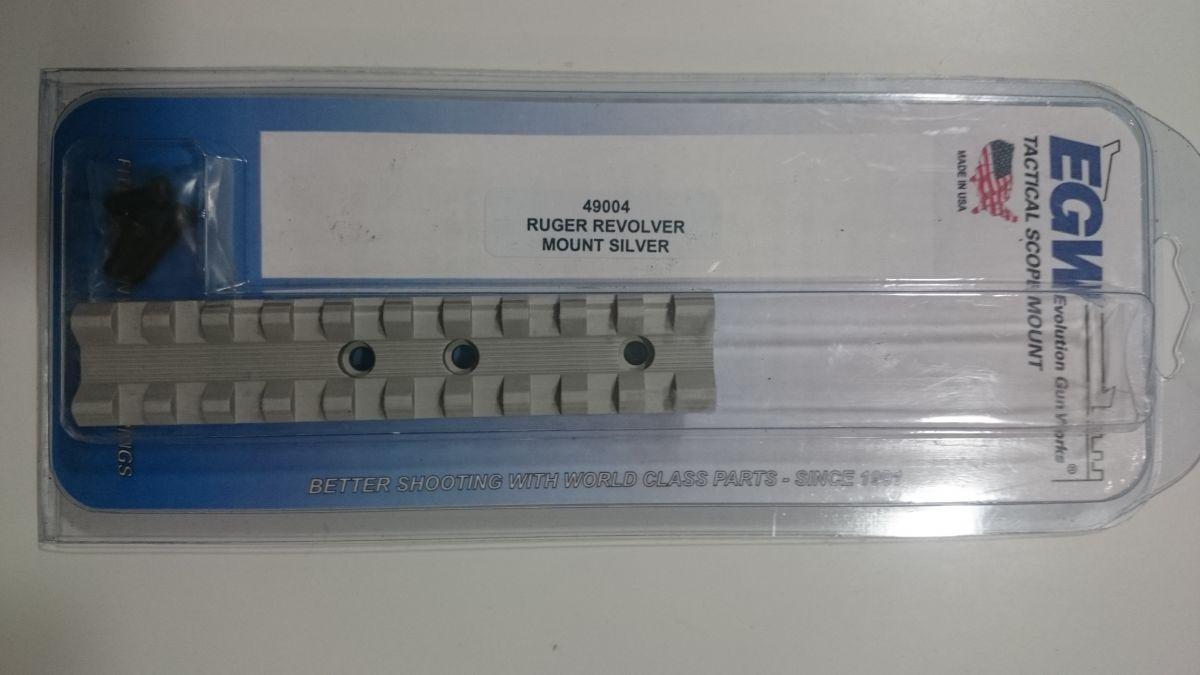 49004
RUGER REVOLVER
MOUNT SILVER
EGW
Evolution Gun Works®
TACTICAL SCOPE MOUNT
MADE IN USA
BETTER SHOOTING WITH WORLD CLASS PARTS - SINCE 1991